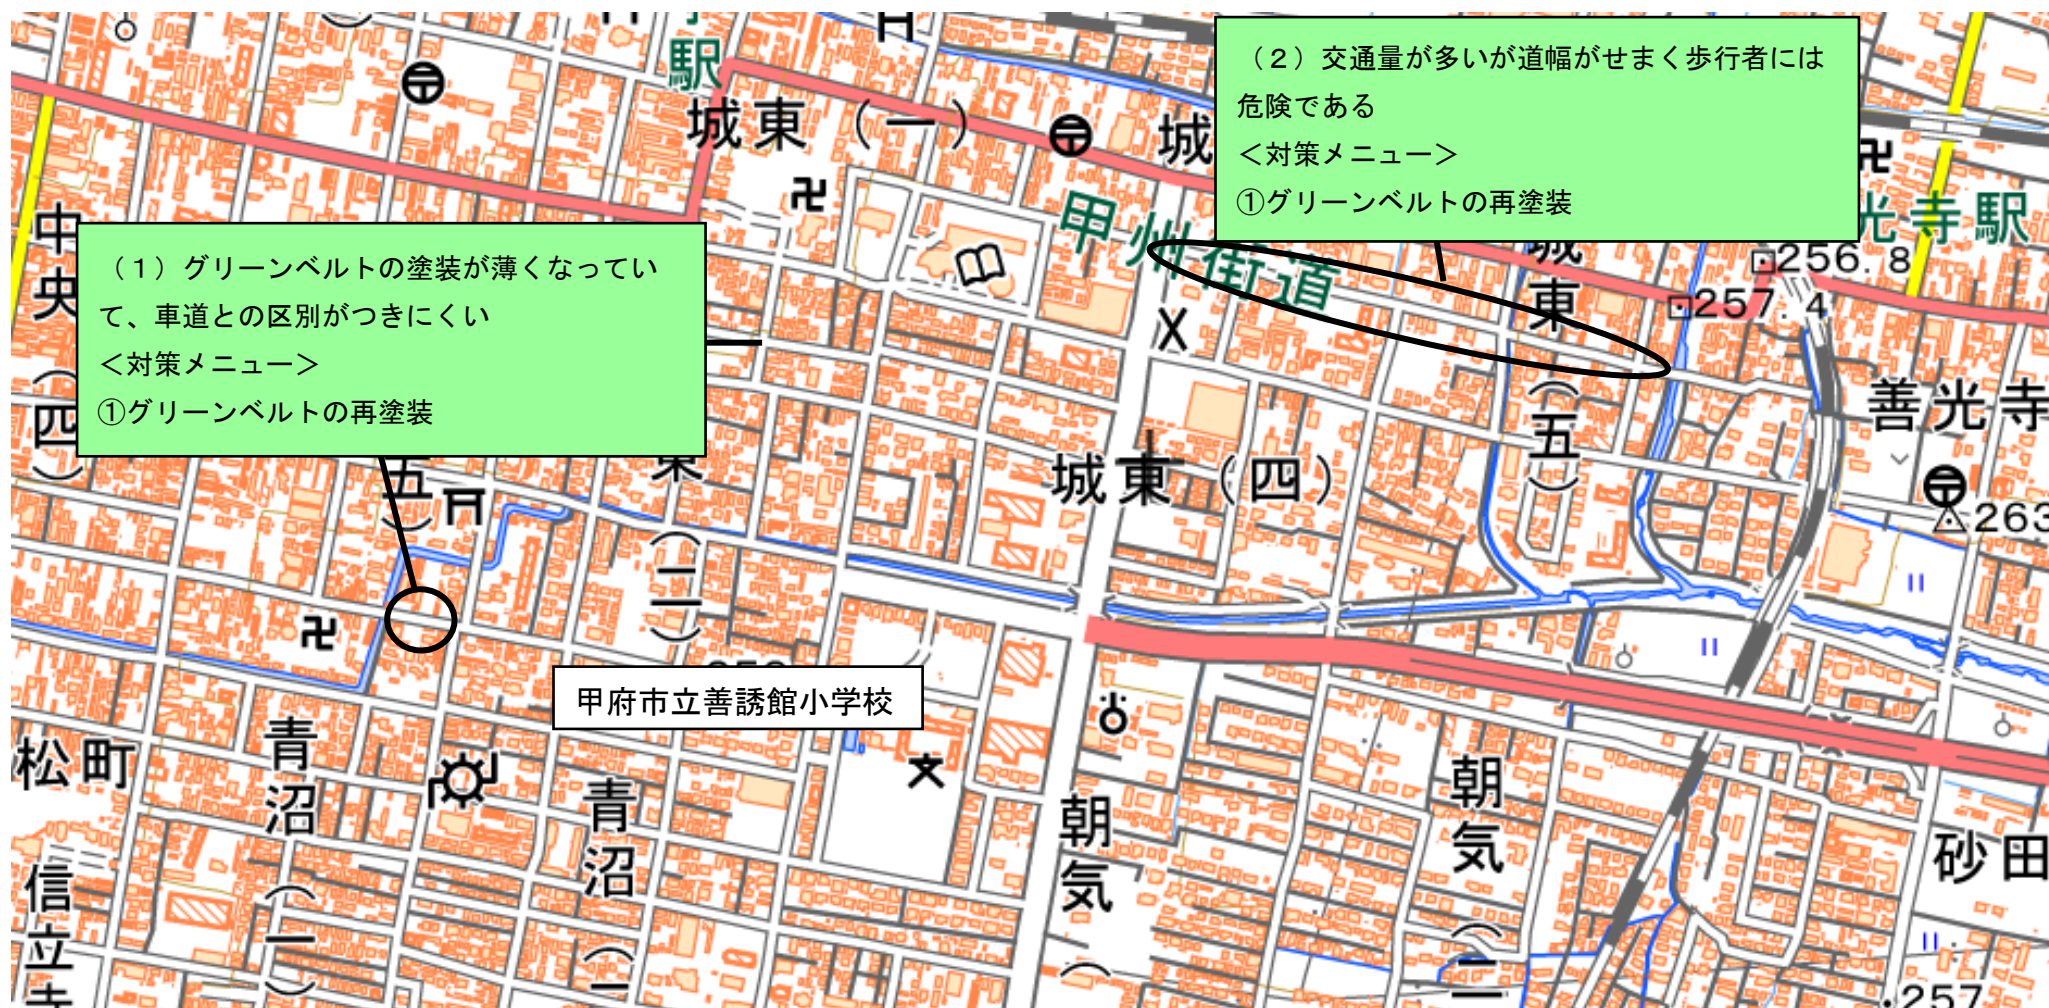 （２）交通量が多いが道幅がせまく歩行者には
危険である
＜対策メニュー＞
①グリーンベルトの再塗装
駅
城東（一）
城
甲州街道
光寺駅
256.8
257.4
城東（五）
善光寺
263
中央（四）
（１）グリーンベルトの塗装が薄くなってい
て、車道との区別がつきにくい
＜対策メニュー＞
①グリーンベルトの再塗装
五）
東（二）
城東（四）
甲府市立善誘館小学校
松町
青沼（一）
青沼（一
朝気（
朝気（二
砂田
信立寺
257